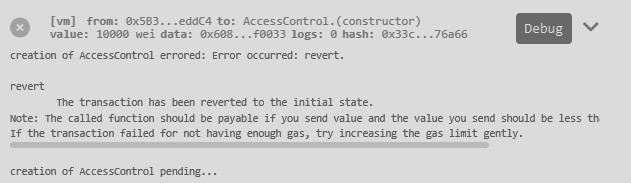 [vm] from: 0x5B3...eddC4 to: AccessControl.(constructor)
value: 10000 wei data: 0x608...f0033 logs: 0 hash: 0x33c...76a66
Debug
creation of AccessControl errored: Error occurred: revert.
revert
The transaction has been reverted to the initial state.
Note: The called function should be payable if you send value and the value you send should be less th
If the transaction failed for not having enough gas, try increasing the gas limit gently.
creation of AccessControl pending...